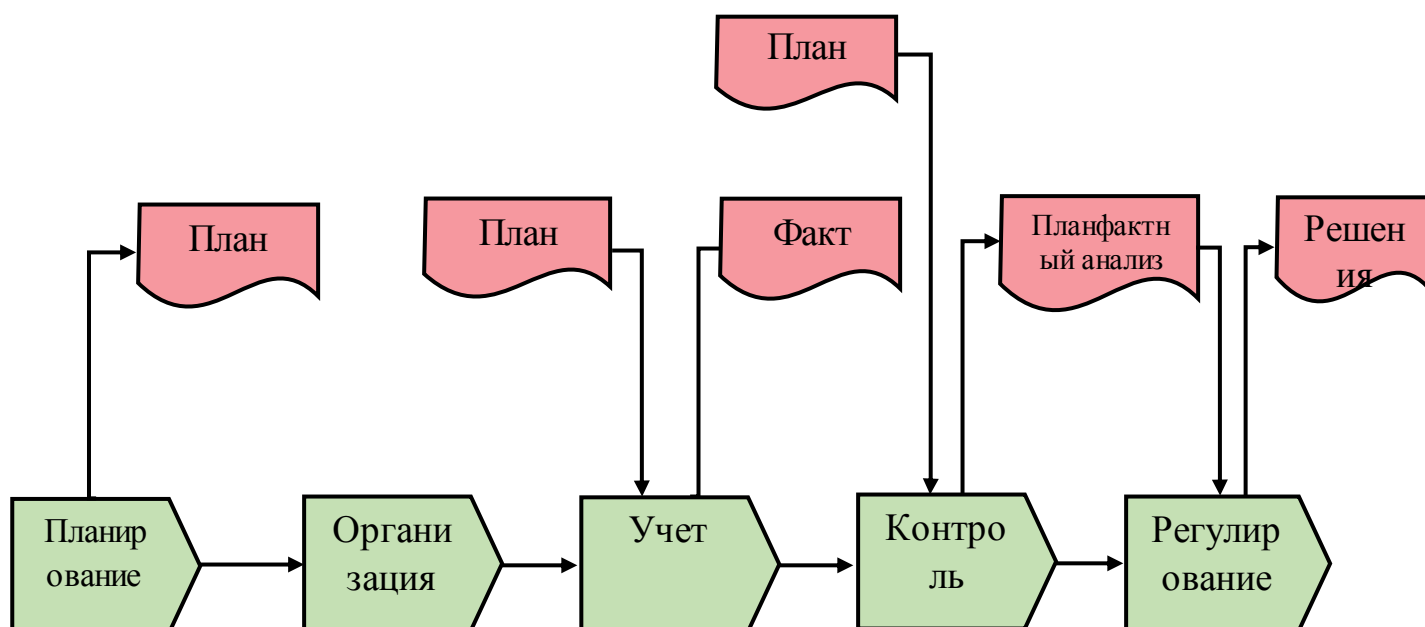 План
План
План
Факт
Планфактн
ый анализ
Решен
ия
Планир
ование
Органи
зация
Учет
Контро
ль
Регулир
ование